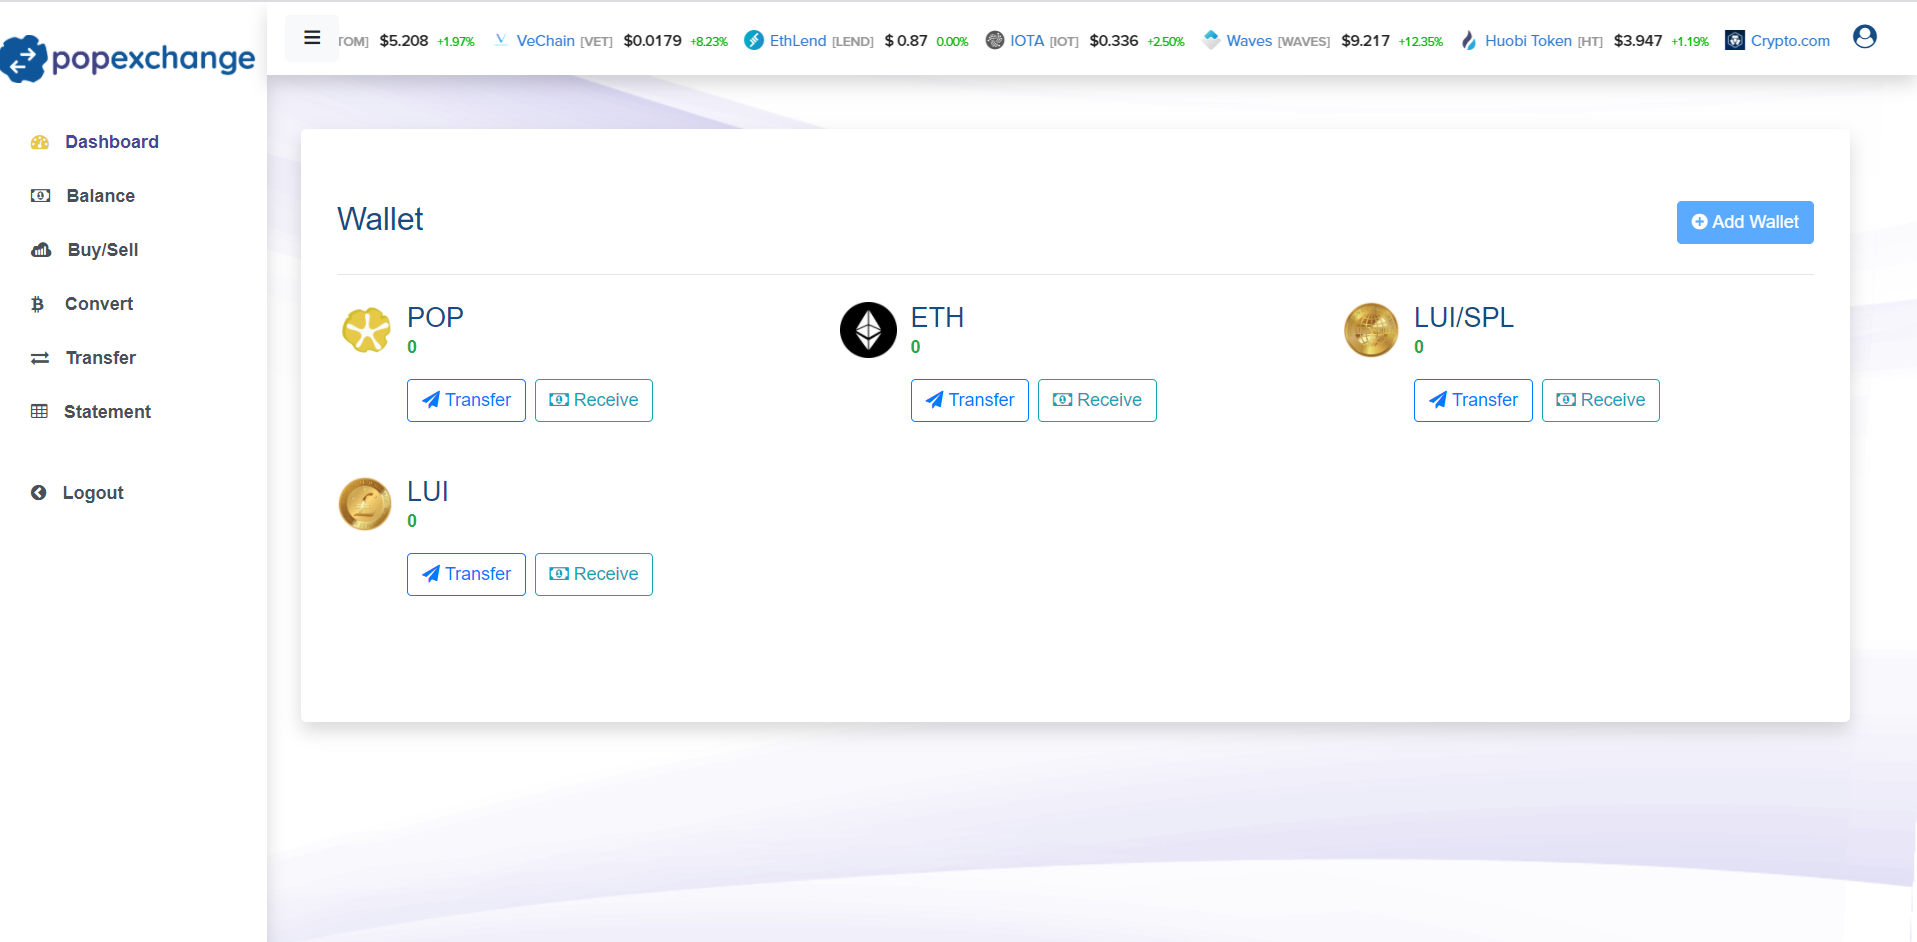 popexchange
TOM] $5.208 +1.97% VeChain [VET] $0.0179 +8.23% EthLend [LEND] $ 0.87 0.00% IOTA [IOT] $0.336 +2.50% Waves [WAVES] $9.217 +12.35% Huobi Token [HT] $3.947 +1.19% Crypto.com
Dashboard
Balance
Buy/Sell
Convert
Transfer
Statement
Logout
Wallet
Add Wallet
POP
0
Transfer Receive
ETH
0
Transfer Receive
LUI/SPL
0
Transfer Receive
LUI
0
Transfer Receive